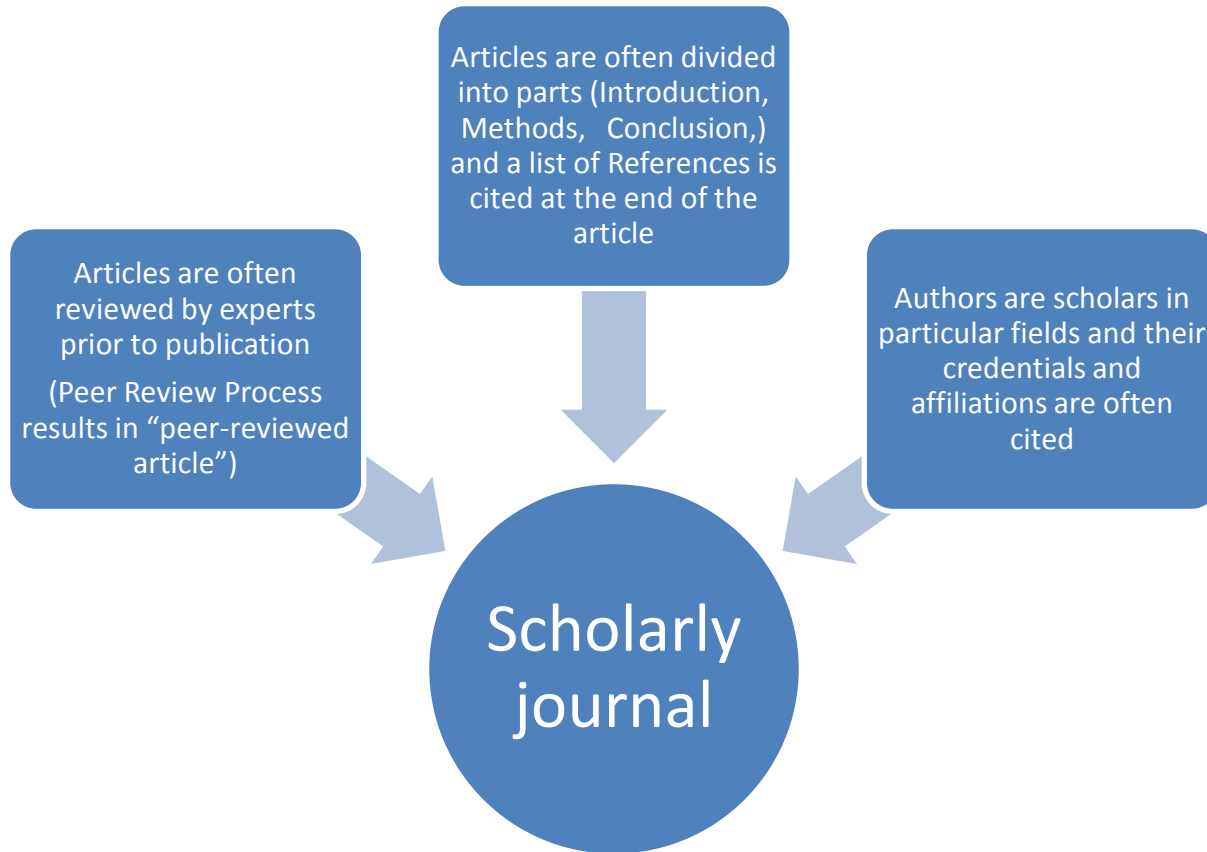 Articles are often divided
into parts (Introduction,
Methods,   Conclusion,)
and a list of References is
cited at the end of the
article
Articles are often
reviewed by experts
prior to publication
(Peer Review Process
results in “peer-reviewed
article”)
Authors are scholars in
particular fields and their
credentials and
affiliations are often
cited
Scholarly
journal